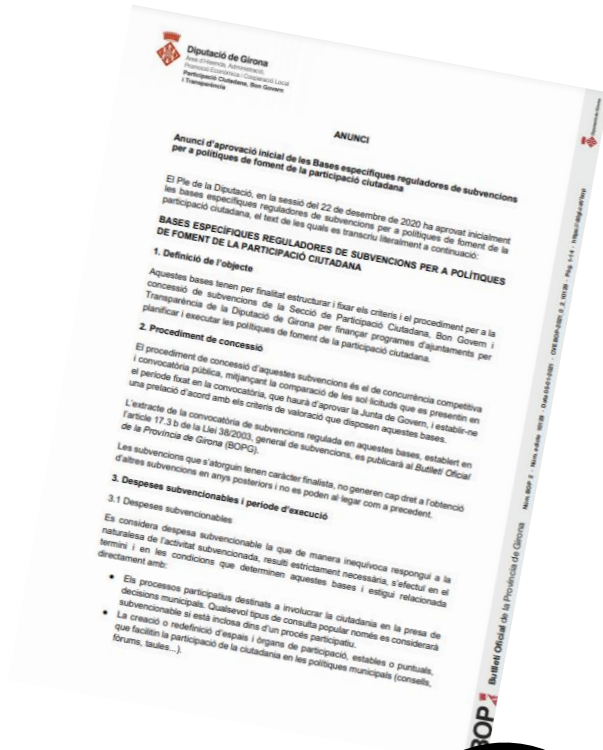 Diputació de Girona
Àrea d'Hisenda, Administració,
Promoció Econòmica i Cooperació Local
Participació Ciutadana, Bon Govern
i Transparència
ANUNCI
Anunci d'aprovació inicial de les Bases específiques reguladores de subvencions
per a polítiques de foment de la participació ciutadana
El Ple de la Diputació, en la sessió del 22 de desembre de 2020 ha aprovat inicialment
les bases específiques reguladores de subvencions per a polítiques de foment de la
participació ciutadana, el text de les quals es transcriu literalment a continuació:
BASES ESPECÍFIQUES REGULADORES DE SUBVENCIONS PER A POLÍTIQUES
DE FOMENT DE LA PARTICIPACIÓ CIUTADANA
1. Definició de l'objecte
Aquestes bases tenen per finalitat estructurar i fixar els criteris i el procediment per a la
concessió de subvencions de la Secció de Participació Ciutadana, Bon Govern i
Transparència de la Diputació de Girona per finançar programes d'ajuntaments per
planificar i executar les polítiques de foment de la participació ciutadana.
2. Procediment de concessió
El procediment de concessió d'aquestes subvencions és el de concurrència competitiva
i convocatòria pública, mitjançant la comparació de les sol·licituds que es presentin en
el període fixat en la convocatòria, que haurà d'aprovar la Junta de Govern, i establir-ne
una prelació d'acord amb els criteris de valoració que disposen aquestes bases.
L'extracte de la convocatòria de subvencions regulada en aquestes bases, establert en
l'article 17.3 b de la Llei 38/2003, general de subvencions, es publicarà al Butlletí Oficial
de la Província de Girona (BOPG).
Les subvencions que s'atorguin tenen caràcter finalista, no generen cap dret a l'obtenció
d'altres subvencions en anys posteriors i no es poden al·legar com a precedent.
3. Despeses subvencionables i període d'execució
3.1 Despeses subvencionables
Es considera despesa subvencionable la que de manera inequívoca respongui a la
naturalesa de l'activitat subvencionada, resulti estrictament necessària, s'efectuï en el
termini i en les condicions que determinen aquestes bases i estigui relacionada
directament amb:
• Els processos participatius destinats a involucrar la ciutadania en la presa de
decisions municipals. Qualsevol tipus de consulta popular només es considerarà
subvencionable si està inclosa dins d'un procés participatiu.
• La creació o redefinició d'espais i òrgans de participació, estables o puntuals,
que facilitin la participació de la ciutadania en les polítiques municipals (consells,
fòrums, taules...).
BOP Butlletí Oficial de la Província de Girona